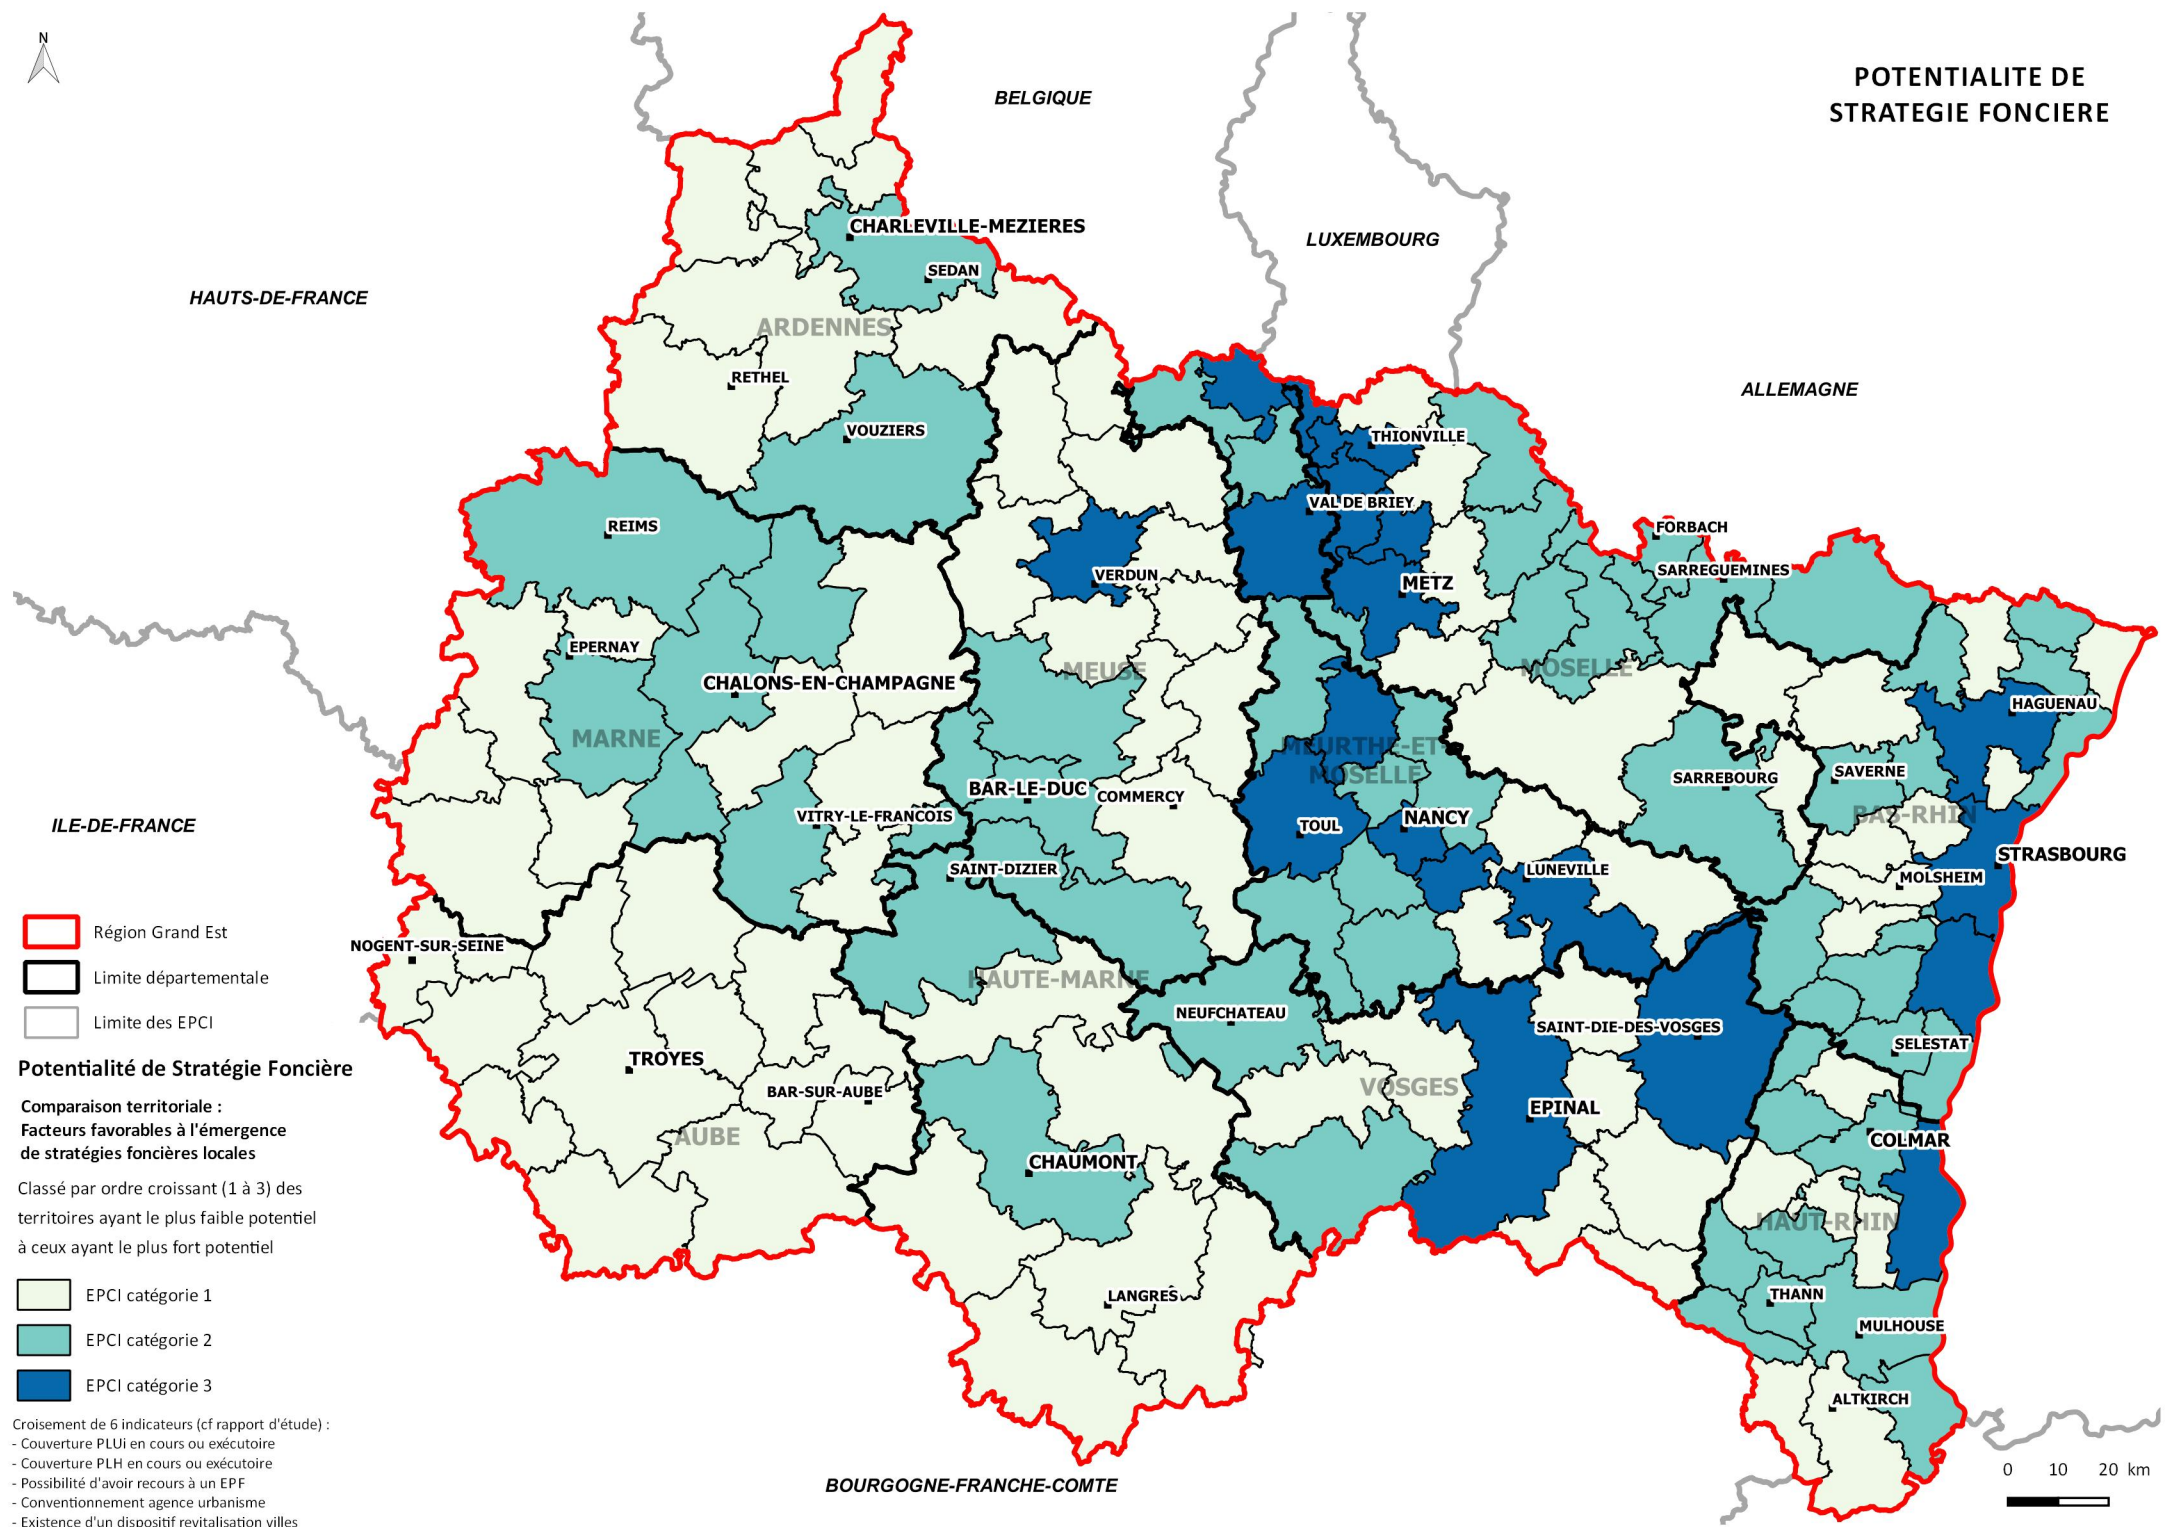 N
POTENTIALITE DE
STRATEGIE FONCIERE
BELGIQUE
LUXEMBOURG
HAUTS-DE-FRANCE
ALLEMAGNE
ILE-DE-FRANCE
BOURGOGNE-FRANCHE-COMTE
CHARLEVILLE-MEZIERES
SEDAN
ARDENNES
RETHEL
VOUZIERS
THIONVILLE
VAL DE BRIEY
REIMS
FORBACH
SARREGUEMINES
VERDUN
METZ
EPERNAY
MEUSE
MOSELLE
CHALONS-EN-CHAMPAGNE
HAGUENAU
MARNE
MEURTHE-ET-
MOSELLE
SARREBOURG
SAVERNE
BAR-LE-DUC
COMMERCY
BAS-RHIN
VITRY-LE-FRANCOIS
TOUL
NANCY
STRASBOURG
SAINT-DIZIER
LUNEVILLE
MOLSHEIM
NOGENT-SUR-SEINE
HAUTE-MARNE
NEUFCHATEAU
SAINT-DIE-DES-VOSGES
SELESTAT
TROYES
BAR-SUR-AUBE
VOSGES
EPINAL
AUBE
COLMAR
CHAUMONT
HAUT-RHIN
LANGRES
THANN
MULHOUSE
ALTKIRCH
Région Grand Est
Limite départementale
Limite des EPCI
Potentialité de Stratégie Foncière
Comparaison territoriale :
Facteurs favorables à l'émergence
de stratégies foncières locales
Classé par ordre croissant (1 à 3) des
territoires ayant le plus faible potentiel
à ceux ayant le plus fort potentiel
EPCI catégorie 1
EPCI catégorie 2
EPCI catégorie 3
Croisement de 6 indicateurs (cf rapport d'étude) :
- Couverture PLUi en cours ou exécutoire
- Couverture PLH en cours ou exécutoire
- Possibilité d'avoir recours à un EPF
- Conventionnement agence urbanisme
- Existence d'un dispositif revitalisation villes
0 10 20 km